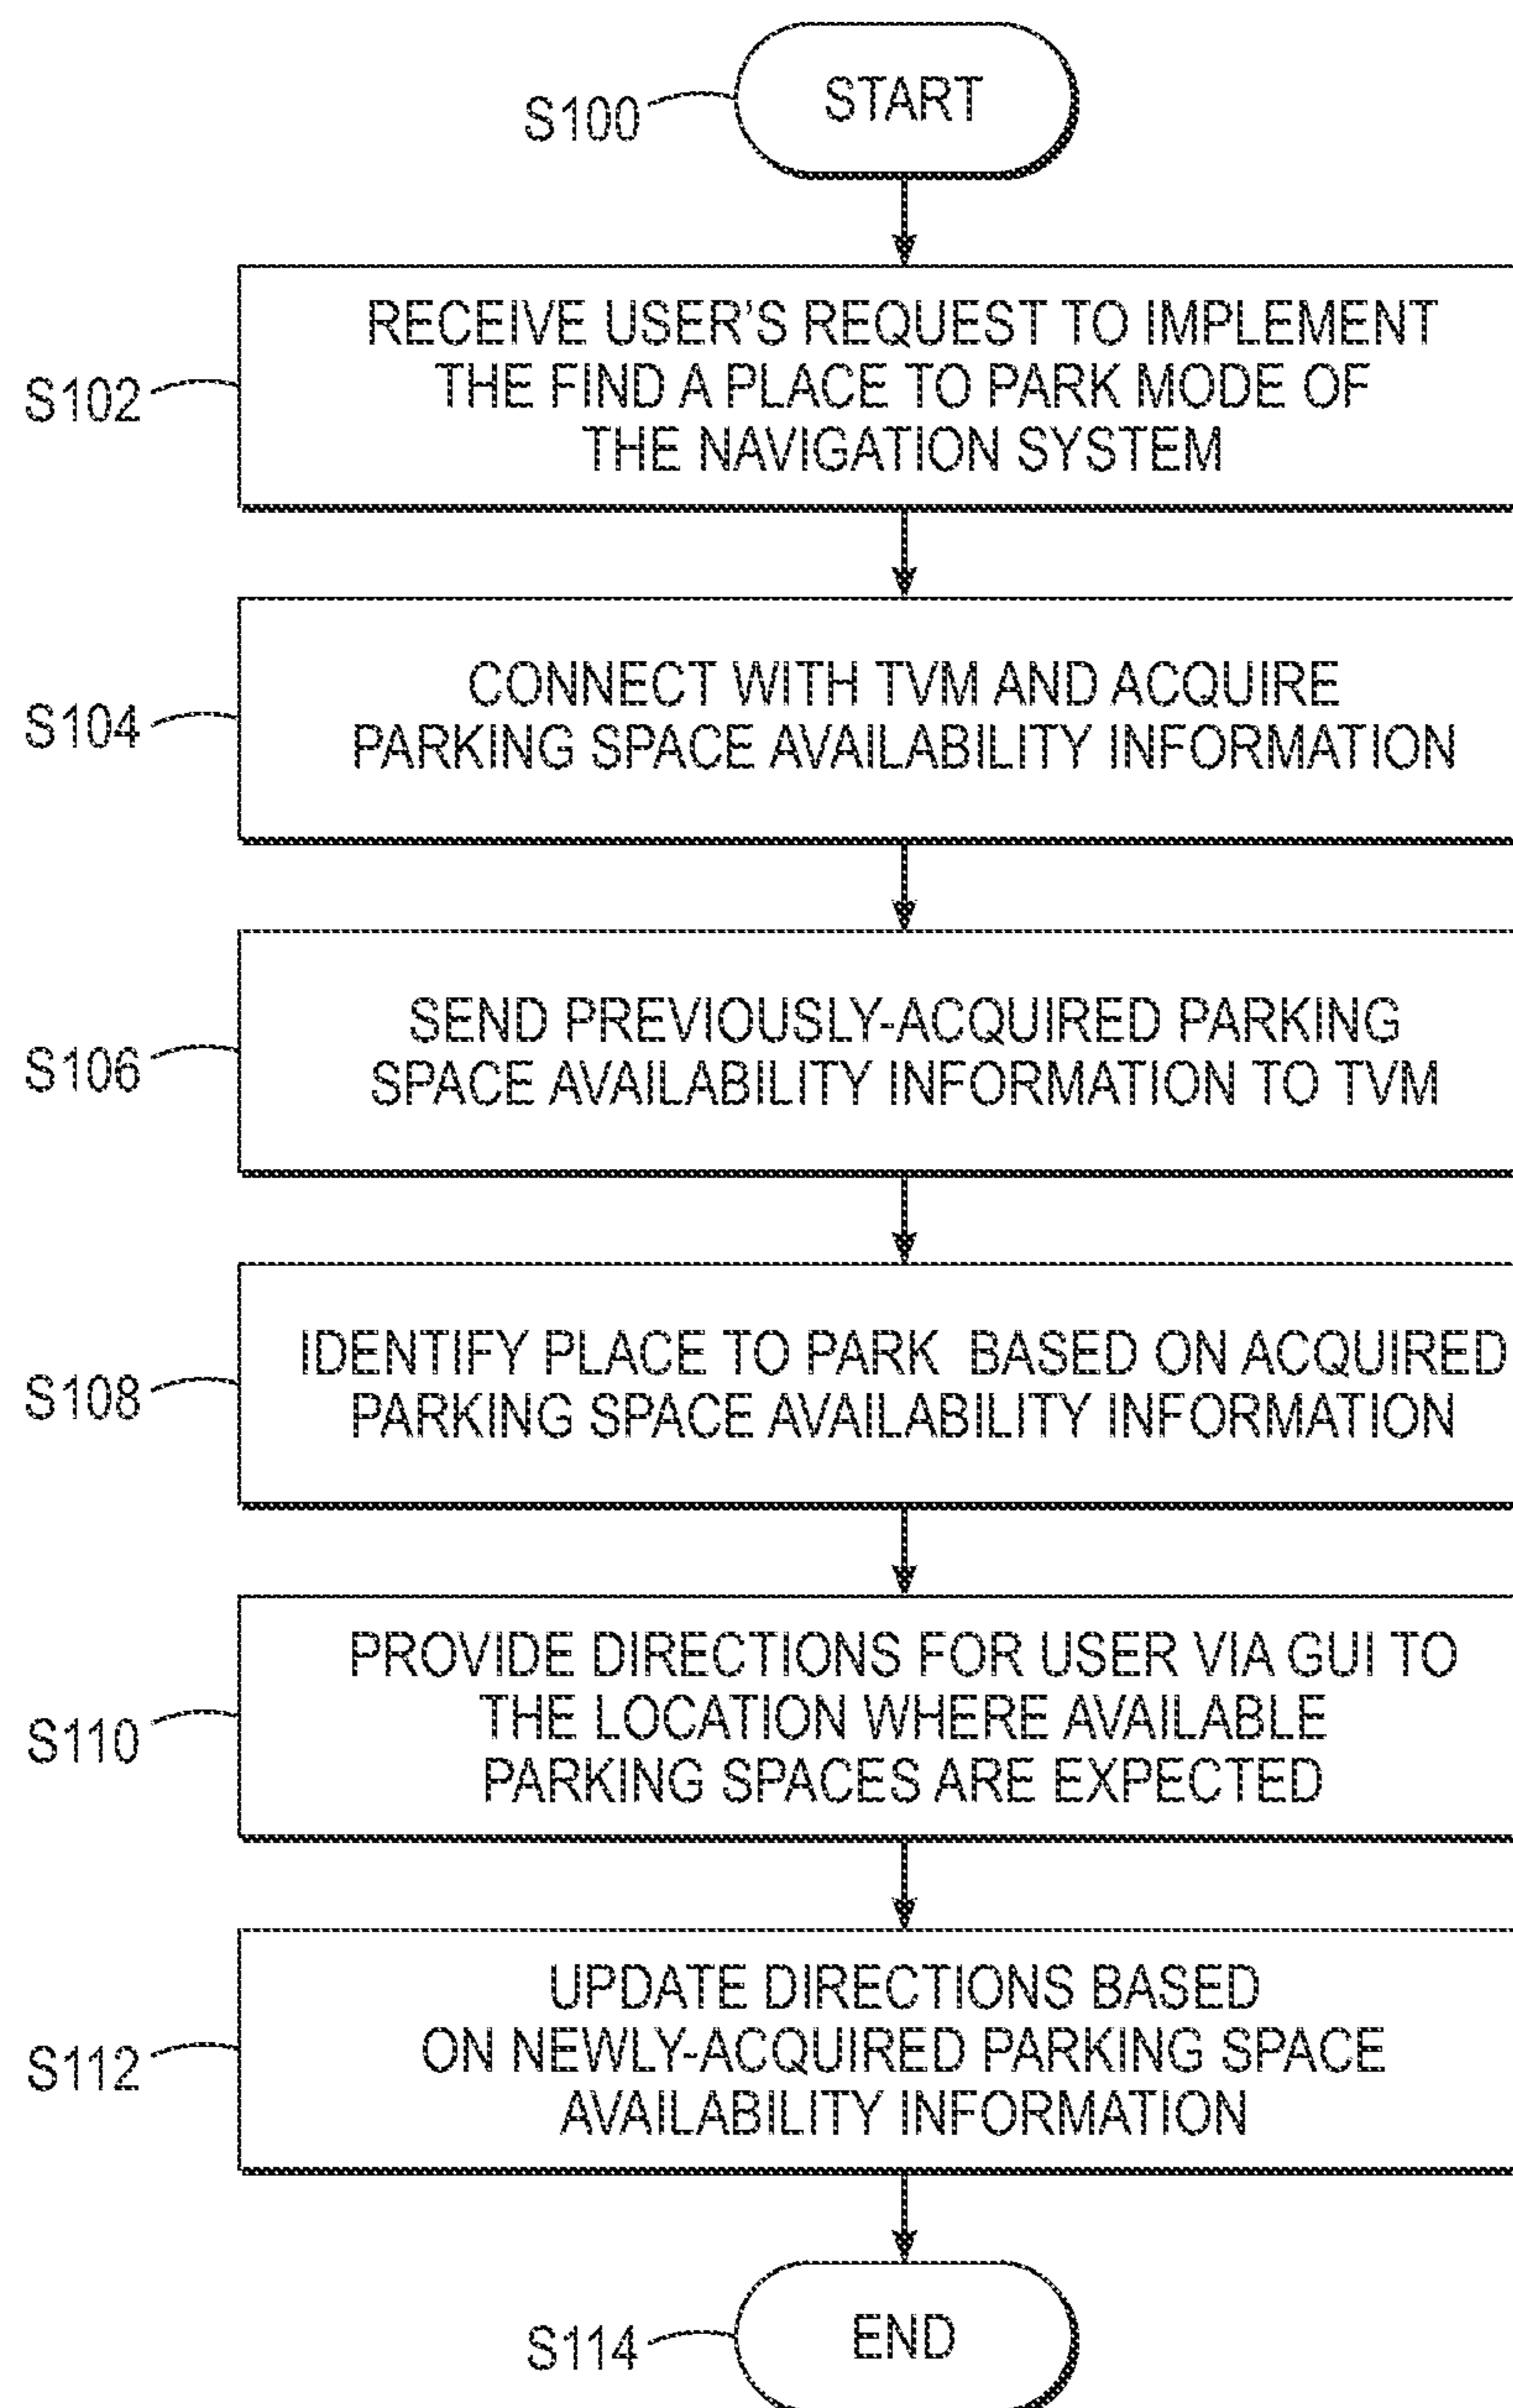 S100
START
S102
RECEIVE USER'S REQUEST TO IMPLEMENT
THE FIND A PLACE TO PARK MODE OF
THE NAVIGATION SYSTEM
S104
CONNECT WITH TVM AND ACQUIRE
PARKING SPACE AVAILABILITY INFORMATION
S106
SEND PREVIOUSLY-ACQUIRED PARKING
SPACE AVAILABILITY INFORMATION TO TVM
S108
IDENTIFY PLACE TO PARK BASED ON ACQUIRED
PARKING SPACE AVAILABILITY INFORMATION
S110
PROVIDE DIRECTIONS FOR USER VIA GUI TO
THE LOCATION WHERE AVAILABLE
PARKING SPACES ARE EXPECTED
S112
UPDATE DIRECTIONS BASED
ON NEWLY-ACQUIRED PARKING SPACE
AVAILABILITY INFORMATION
S114
END